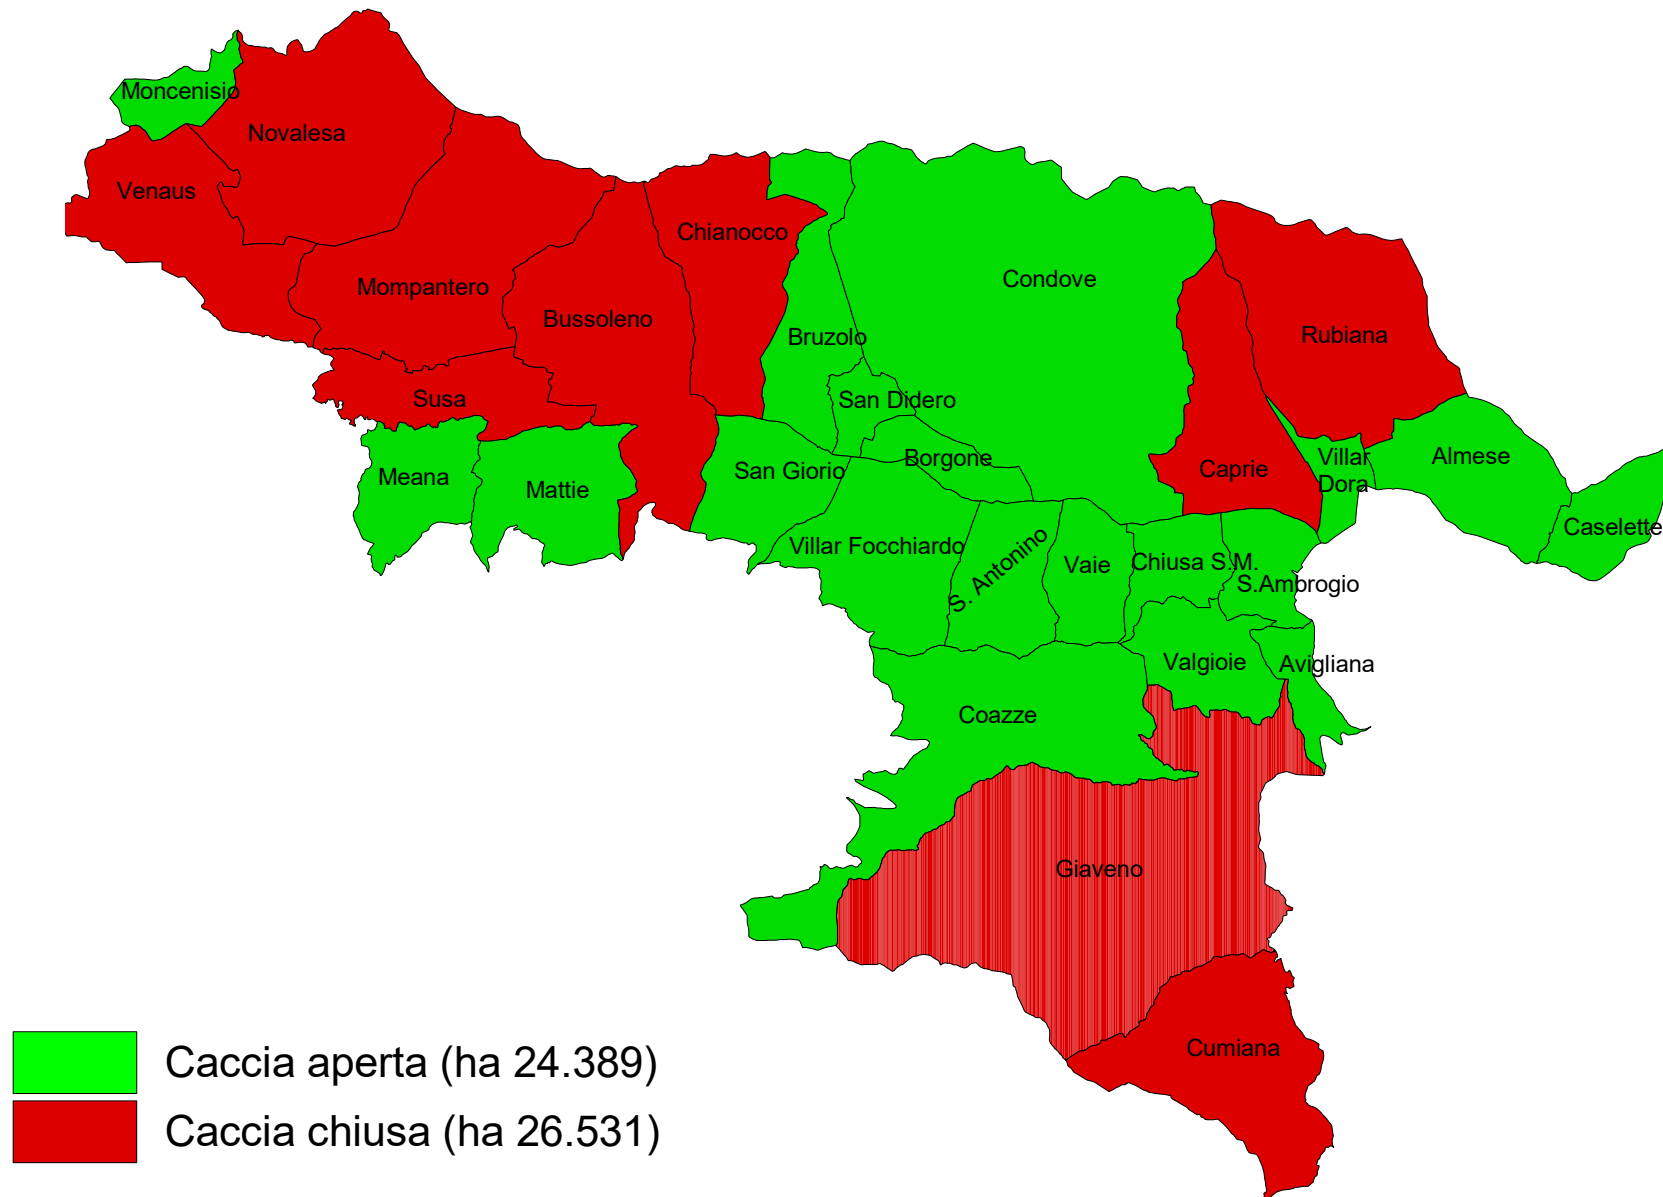 Moncenisio
Novalesa
Venaus
Chianocco
Condove
Mompantero
Bussoleno
Bruzolo
Rubiana
Susa
San Didero
Meana
Mattie
San Giorio
Borgone
Caprie
Villar
Dora
Almese
Caselette
Villar Focchiardo
S. Antonino
Vaie
Chiusa S.M.
S.Ambrogio
Valgioie
Avigliana
Coazze
Giaveno
Cumiana
Caccia aperta (ha 24.389)
Caccia chiusa (ha 26.531)